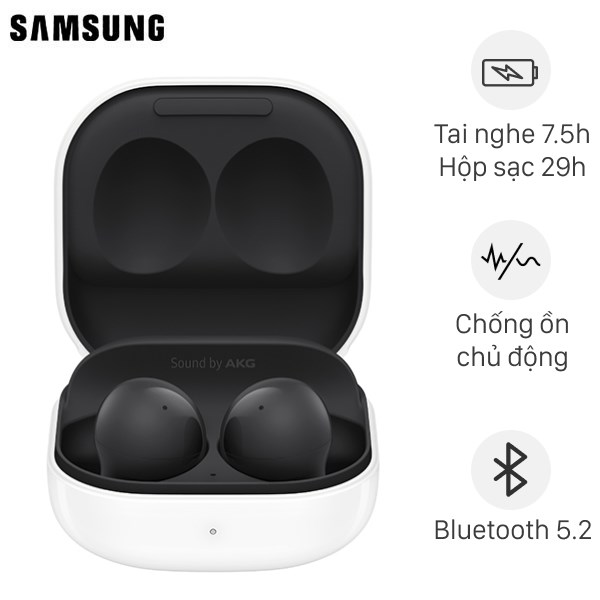 SAMSUNG
Tai nghe 7.5h
Hộp sạc 29h
Chống ồn
chủ động
Bluetooth 5.2
Sound by AKG